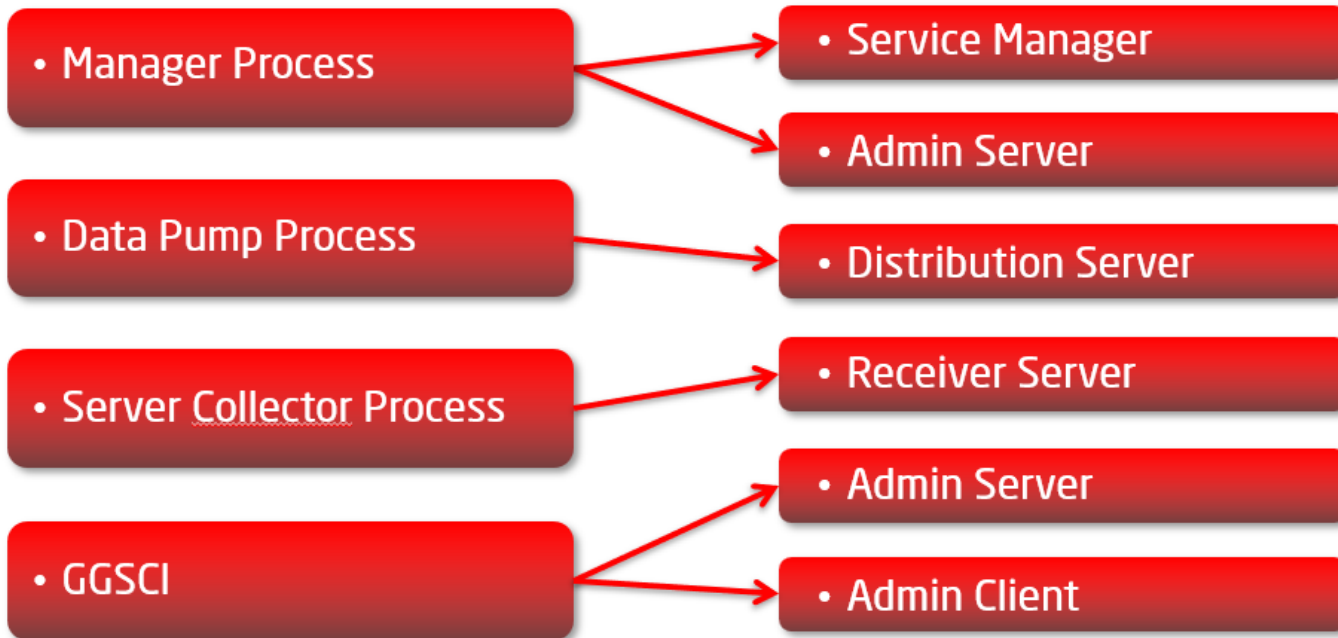 • Manager Process
• Data Pump Process
• Server Collector Process
• GGSCI
• Service Manager
• Admin Server
• Distribution Server
• Receiver Server
• Admin Server
• Admin Client